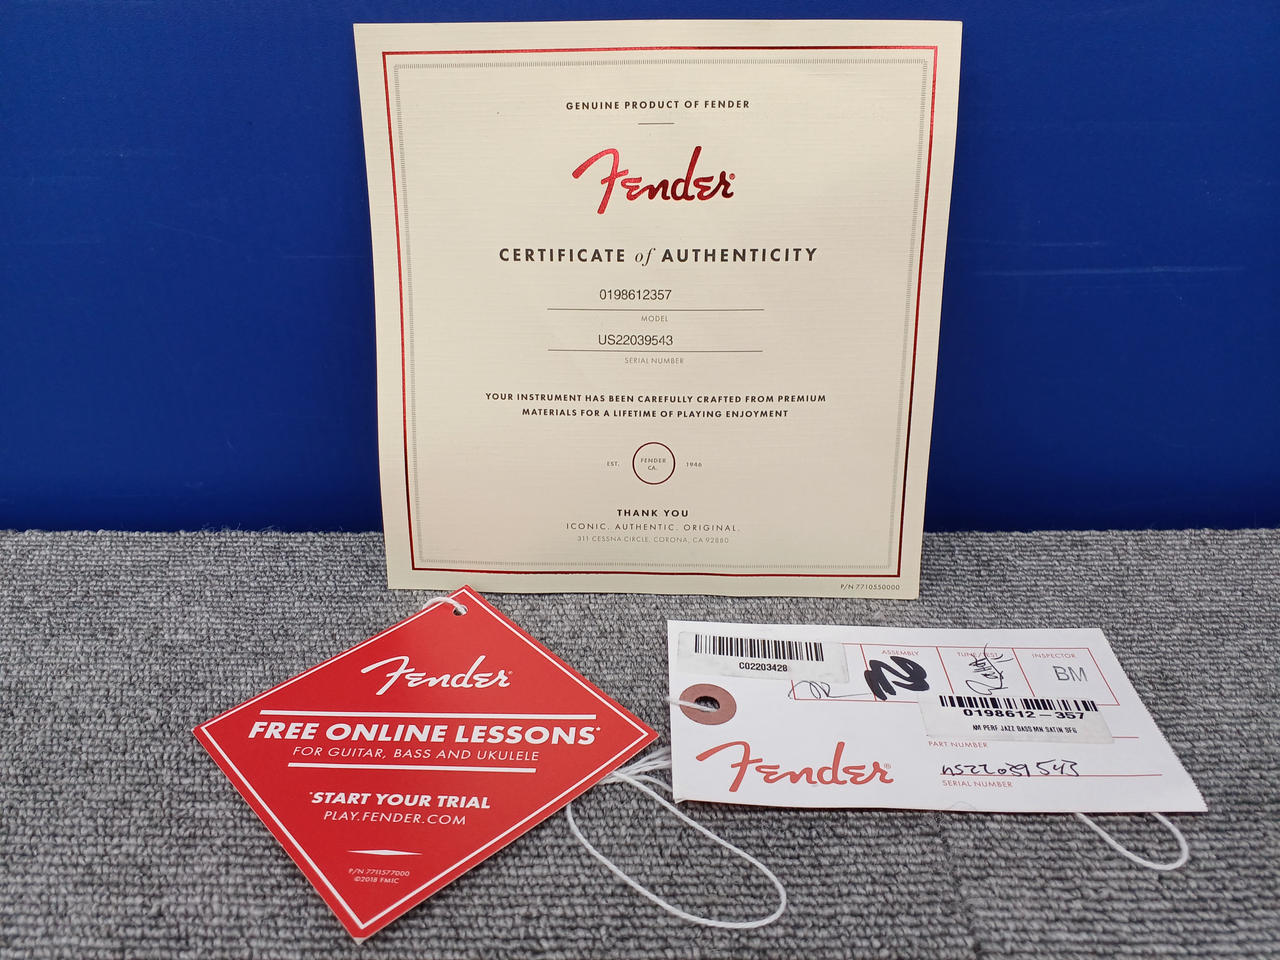 GENUINE PRODUCT OF FENDER
Fender®
CERTIFICATE of AUTHENTICITY
0198612357
MODEL
US22039543
SERIAL NUMBER
YOUR INSTRUMENT HAS BEEN CAREFULLY CRAFTED FROM PREMIUM
MATERIALS FOR A LIFETIME OF PLAYING ENJOYMENT
EST. FENDER CA. 1946
THANK YOU
ICONIC. AUTHENTIC. ORIGINAL.
311 CESSNA CIRCLE, CORONA, CA 92880
P/N 7710550000
Fender®
FREE ONLINE LESSONS*
FOR GUITAR, BASS AND UKULELE
*START YOUR TRIAL
PLAY.FENDER.COM
P/N 7711577000
©2018 FMIC
C02203428
ASSEMBLY
TUNE/TEST
INSPECTOR
BM
0198612-357
AM PERF JAZZ BASS MN SATIN SFG
PART NUMBER
Fender®
US22039543
SERIAL NUMBER